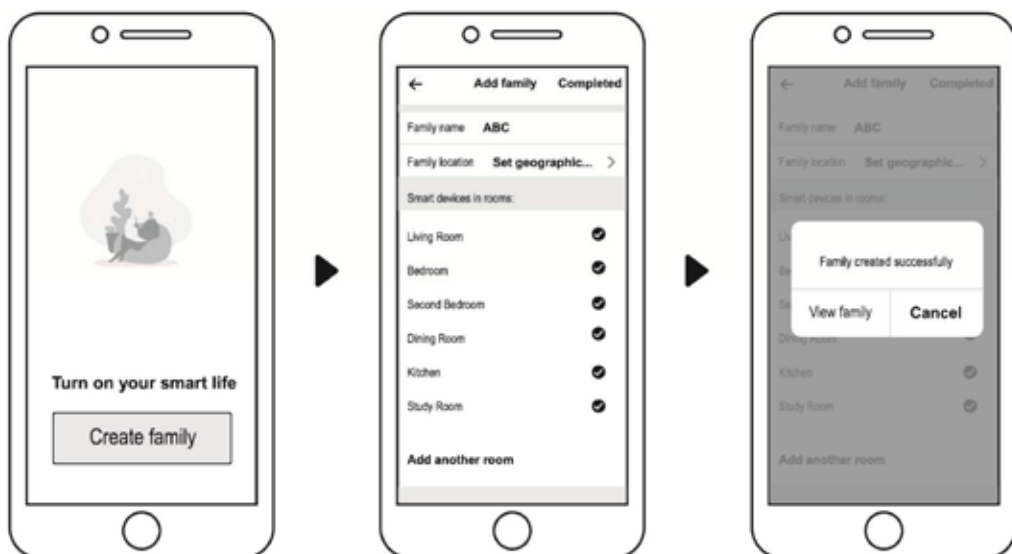 Turn on your smart life
Create family
Add family Completed
Family name ABC
Family location Set geographic... >
Smart devices in rooms:
Living Room
Bedroom
Second Bedroom
Dining Room
Kitchen
Study Room
Add another room
Add family Completed
Family name ABC
Family location Set geographic... >
Smart devices in rooms:
Family created successfully
View family Cancel
Dining Room
Kitchen
Study Room
Add another room